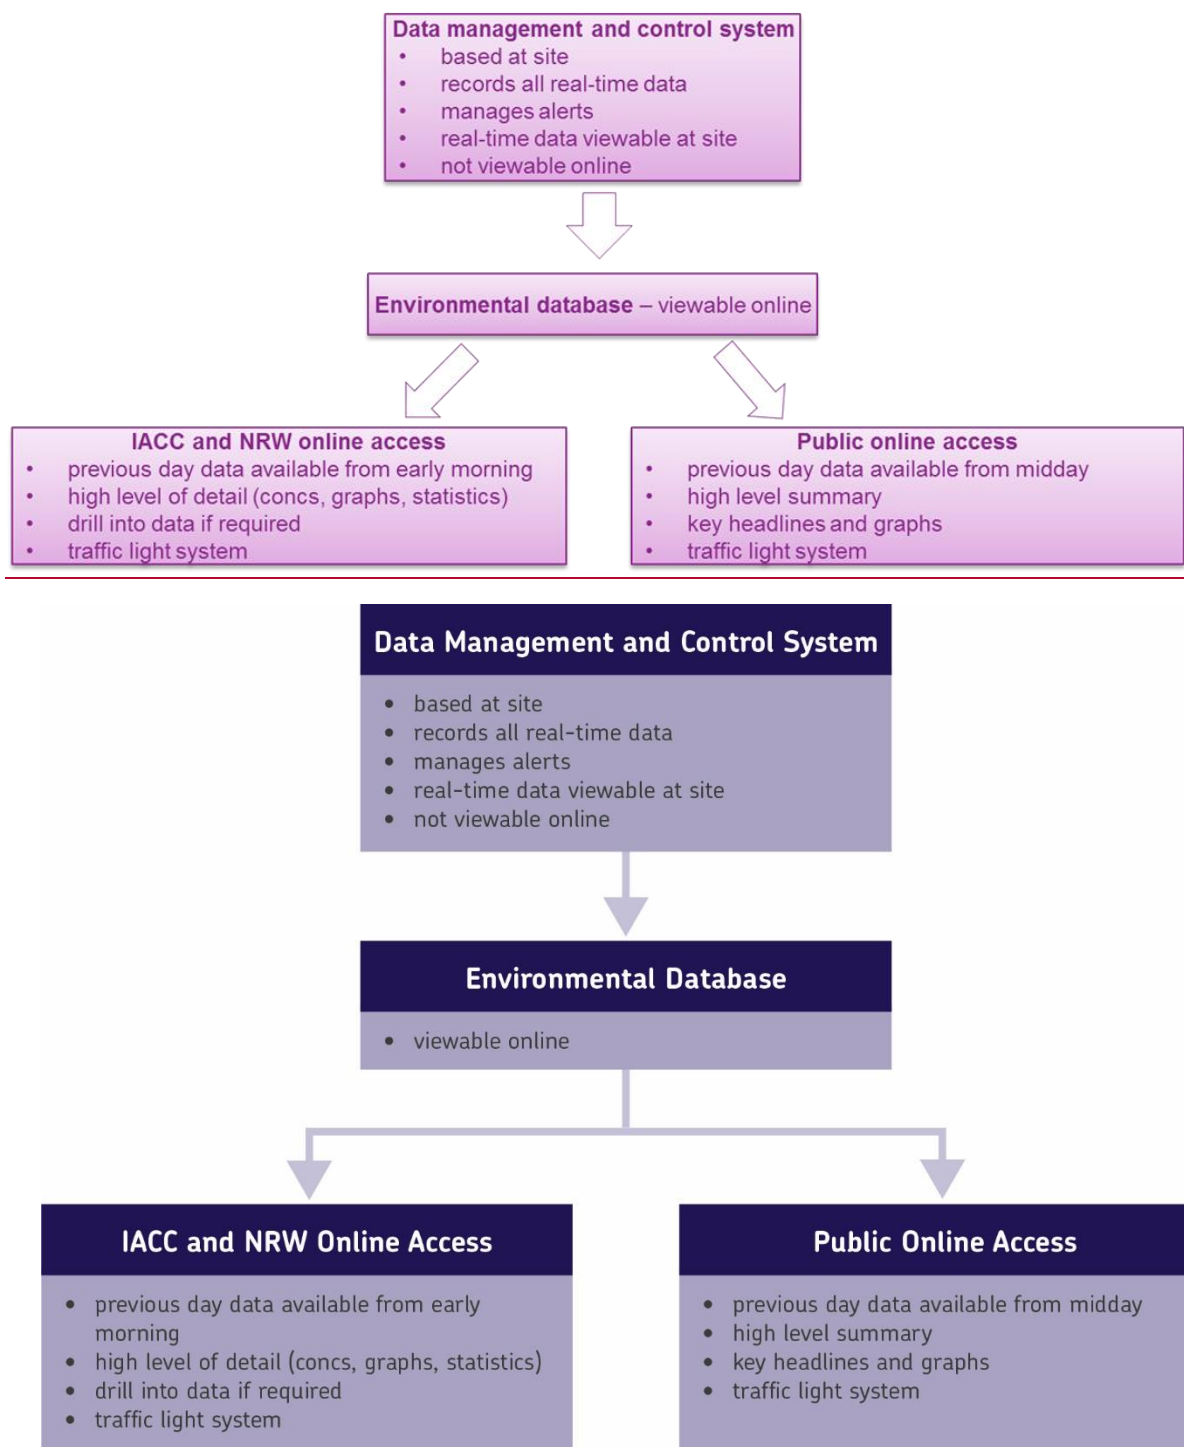 Data management and control system
• based at site
• records all real-time data
• manages alerts
• real-time data viewable at site
• not viewable online
Environmental database – viewable online
IACC and NRW online access
• previous day data available from early morning
• high level of detail (concs, graphs, statistics)
• drill into data if required
• traffic light system
Public online access
• previous day data available from midday
• high level summary
• key headlines and graphs
• traffic light system
Data Management and Control System
• based at site
• records all real-time data
• manages alerts
• real-time data viewable at site
• not viewable online
Environmental Database
• viewable online
IACC and NRW Online Access
• previous day data available from early
morning
• high level of detail (concs, graphs, statistics)
• drill into data if required
• traffic light system
Public Online Access
• previous day data available from midday
• high level summary
• key headlines and graphs
• traffic light system